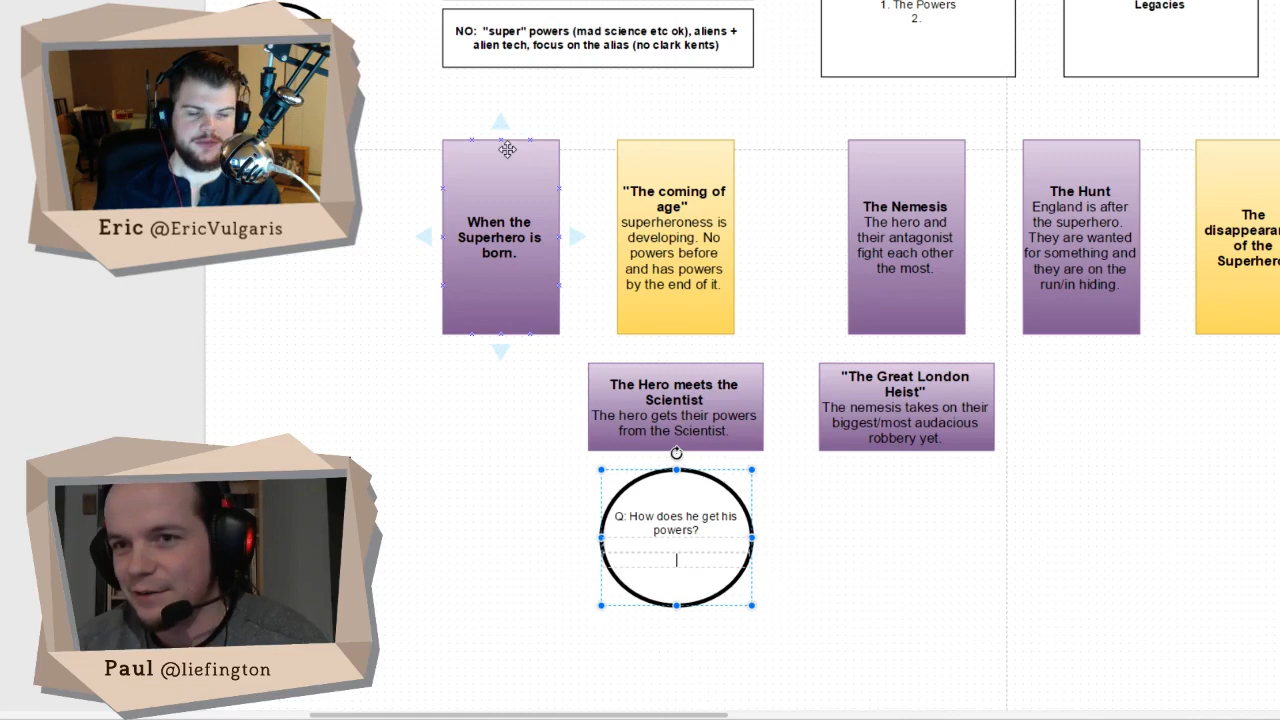 1. The Powers
2.
Legacies
NO: "super" powers (mad science etc ok), aliens +
alien tech, focus on the alias (no clark kents)
Eric @EricVulgaris
When the
Superhero is
born.
"The coming of
age"
superheroness is
developing. No
powers before
and has powers
by the end of it.
The Nemesis
The hero and
their antagonist
fight each other
the most.
The Hunt
England is after
the superhero.
They are wanted
for something and
they are on the
run/in hiding.
The
of the
The Hero meets the
Scientist
The hero gets their powers
from the Scientist.
"The Great London
Heist"
The nemesis takes on their
biggest/most audacious
robbery yet.
Q: How does he get his
powers?
Paul @liefington